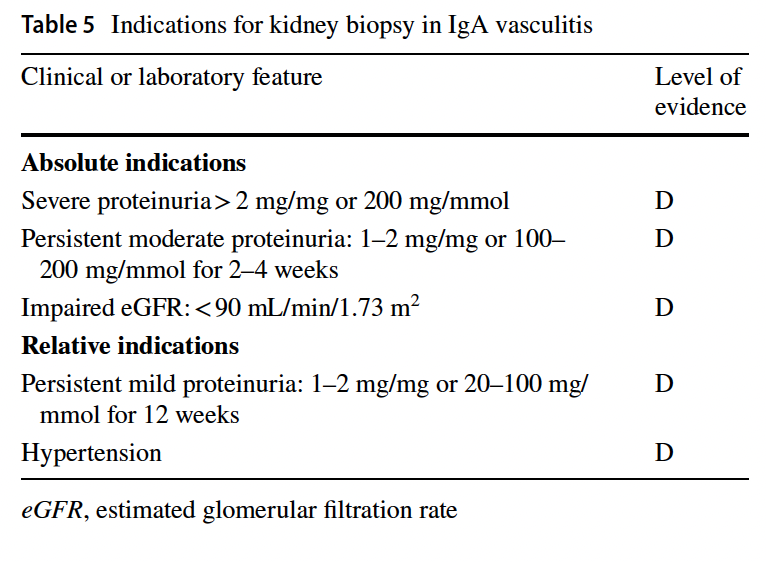 Table 5 Indications for kidney biopsy in IgA vasculitis
Clinical or laboratory feature
Level of
evidence
Absolute indications
Severe proteinuria > 2 mg/mg or 200 mg/mmol D
Persistent moderate proteinuria: 1–2 mg/mg or 100– D
200 mg/mmol for 2–4 weeks
Impaired eGFR: < 90 mL/min/1.73 m² D
Relative indications
Persistent mild proteinuria: 1–2 mg/mg or 20–100 mg/ D
mmol for 12 weeks
Hypertension D
eGFR, estimated glomerular filtration rate